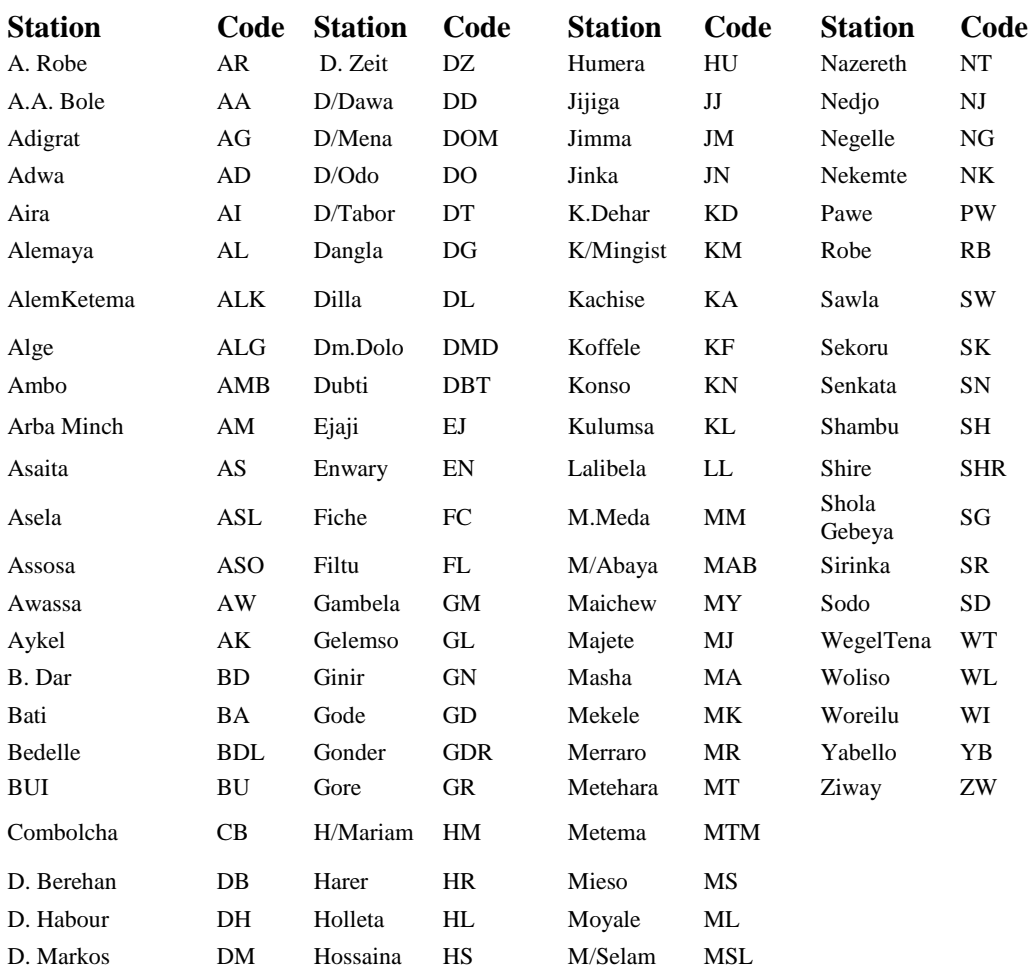 Station Code Station Code Station Code Station Code
A. Robe AR D. Zeit DZ Humera HU Nazereth NT
A.A. Bole AA D/Dawa DD Jijiga JJ Nedjo NJ
Adigrat AG D/Mena DOM Jimma JM Negelle NG
Adwa AD D/Odo DO Jinka JN Nekemte NK
Aira AI D/Tabor DT K.Dehar KD Pawe PW
Alemaya AL Dangla DG K/Mingist KM Robe RB
AlemKetema ALK Dilla DL Kachise KA Sawla SW
Alge ALG Dm.Dolo DMD Koffele KF Sekoru SK
Ambo AMB Dubti DBT Konso KN Senkata SN
Arba Minch AM Ejaji EJ Kulumsa KL Shambu SH
Asaita AS Enwary EN Lalibela LL Shire SHR
Asela ASL Fiche FC M.Meda MM Shola Gebeya SG
Assosa ASO Filtu FL M/Abaya MAB Sirinka SR
Awassa AW Gambela GM Maichew MY Sodo SD
Aykel AK Gelemso GL Majete MJ WegelTena WT
B. Dar BD Ginir GN Masha MA Woliso WL
Bati BA Gode GD Mekele MK Woreilu WI
Bedelle BDL Gonder GDR Merraro MR Yabello YB
BUI BU Gore GR Metehara MT Ziway ZW
Combolcha CB H/Mariam HM Metema MTM
D. Berehan DB Harer HR Mieso MS
D. Habour DH Holleta HL Moyale ML
D. Markos DM Hossaina HS M/Selam MSL